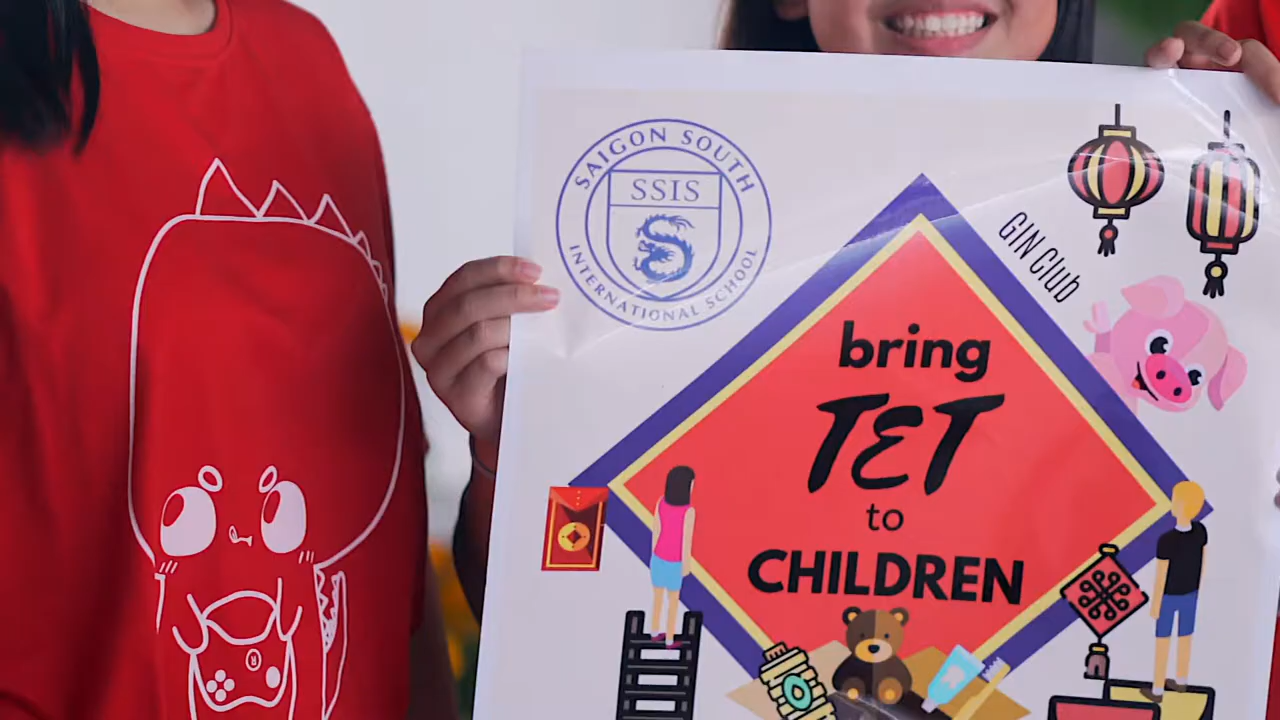 SAIGON SOUTH
SSIS
INTERNATIONAL SCHOOL
GIN Club
bring
TET
to
CHILDREN